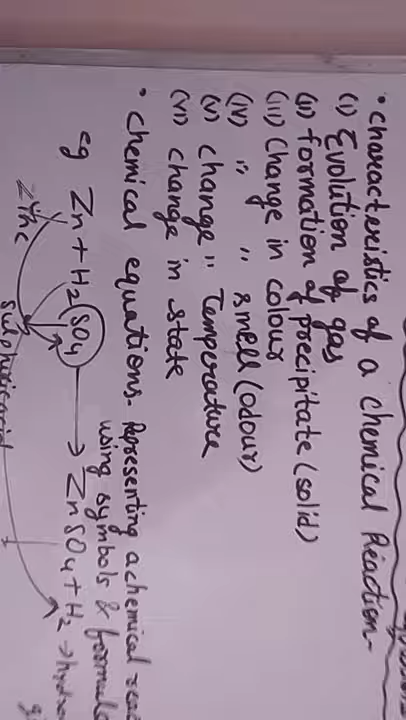 • Characteristics of a chemical Reaction-
(i) Evolution of gas
(ii) formation of precipitate (solid)
(iii) Change in colour
(iv) " " smell (odour)
(v) change " Temperature
(vi) change in state
• Chemical equations- Representing a chemical
using symbols &
eg Zn + H2SO4 → ZnSO4 + H2 →
Zinc